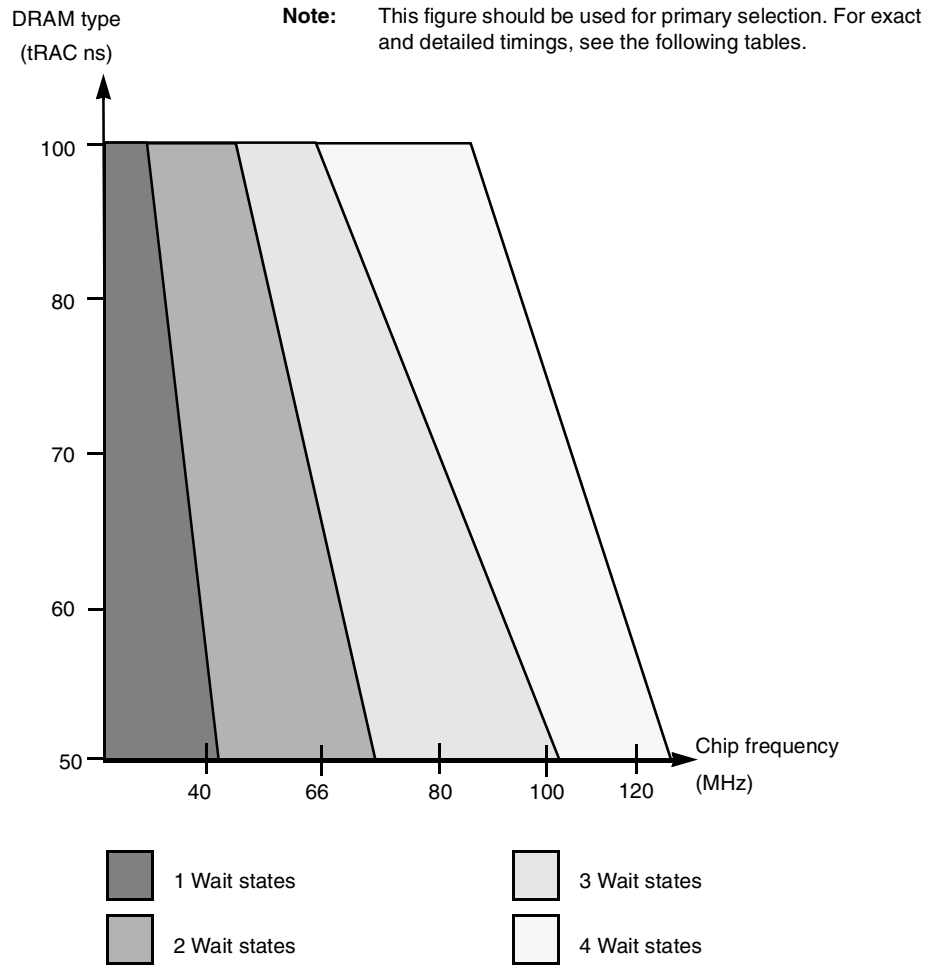 DRAM type
(tRAC ns)
Note: This figure should be used for primary selection. For exact
and detailed timings, see the following tables.
100
80
70
60
50
40 66 80 100 120
Chip frequency
(MHz)
1 Wait states
3 Wait states
2 Wait states
4 Wait states